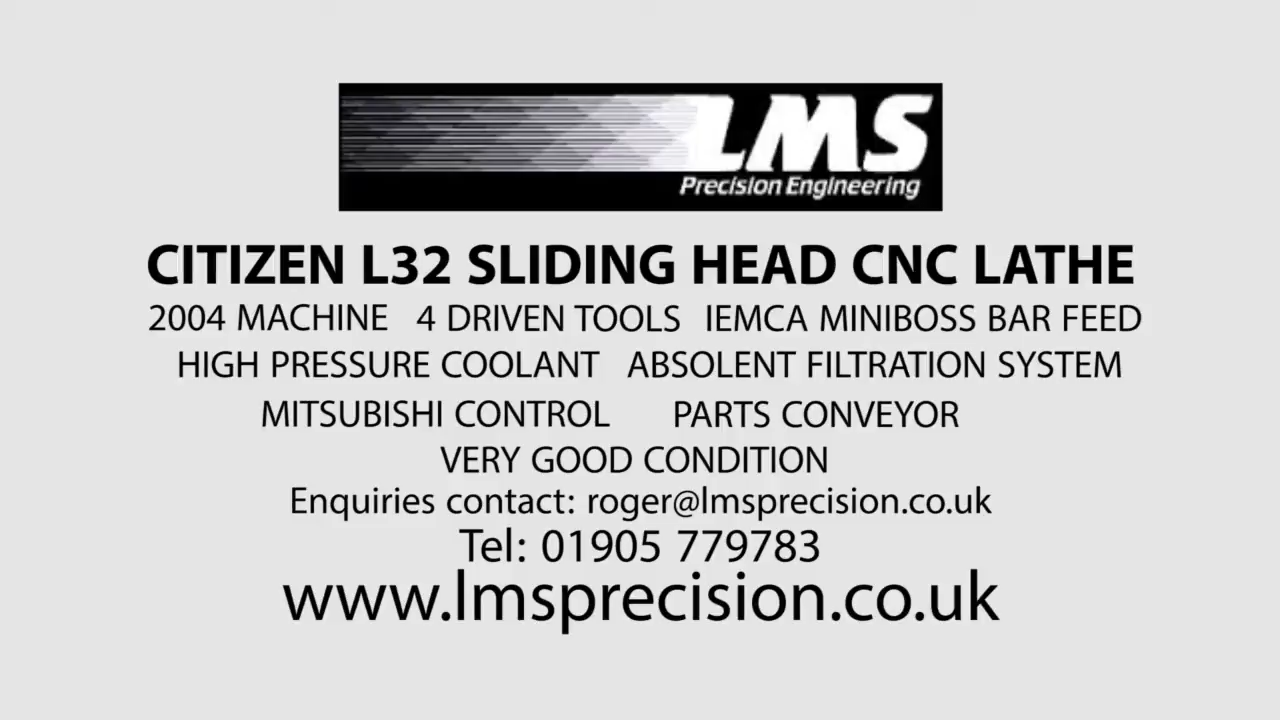 LMS
Precision Engineering
CITIZEN L32 SLIDING HEAD CNC LATHE
2004 MACHINE 4 DRIVEN TOOLS IEMCA MINIBOSS BAR FEED
HIGH PRESSURE COOLANT ABSOLENT FILTRATION SYSTEM
MITSUBISHI CONTROL PARTS CONVEYOR
VERY GOOD CONDITION
Enquiries contact: roger@lmsprecision.co.uk
Tel: 01905 779783
www.lmsprecision.co.uk